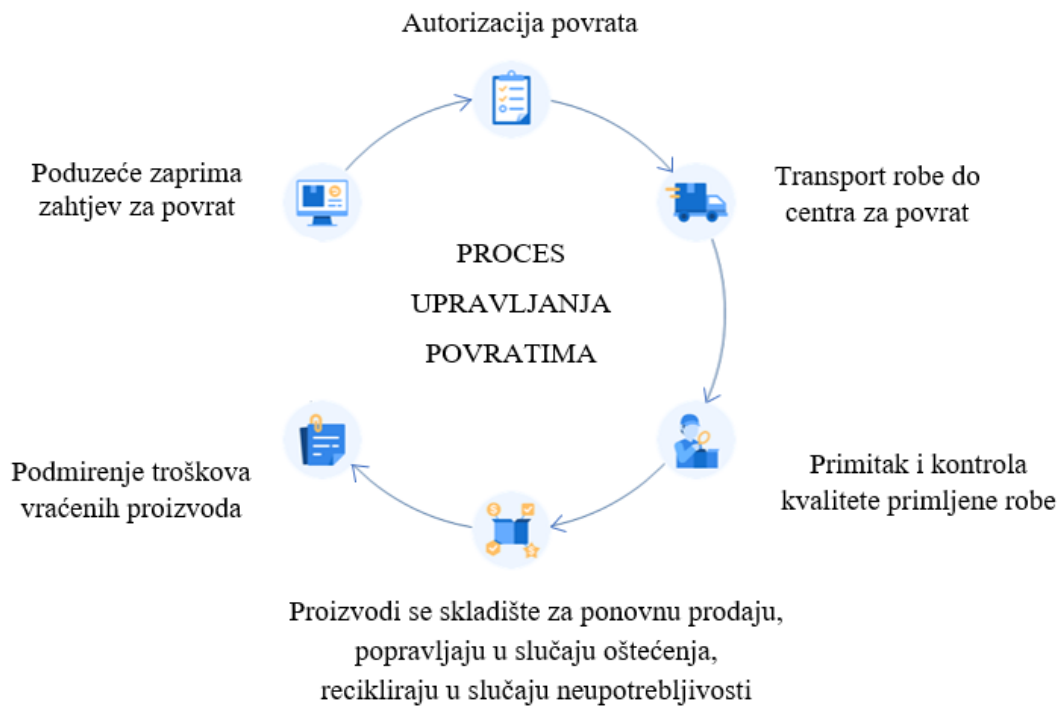 Autorizacija povrata
Poduzeće zaprima
zahtjev za povrat
Transport robe do
centra za povrat
PROCES
UPRAVLJANJA
POVRATIMA
Podmirenje troškova
vraćenih proizvoda
Primitak i kontrola
kvalitete primljene robe
Proizvodi se skladište za ponovnu prodaju,
popravljaju u slučaju oštećenja,
recikliraju u slučaju neupotrebljivosti